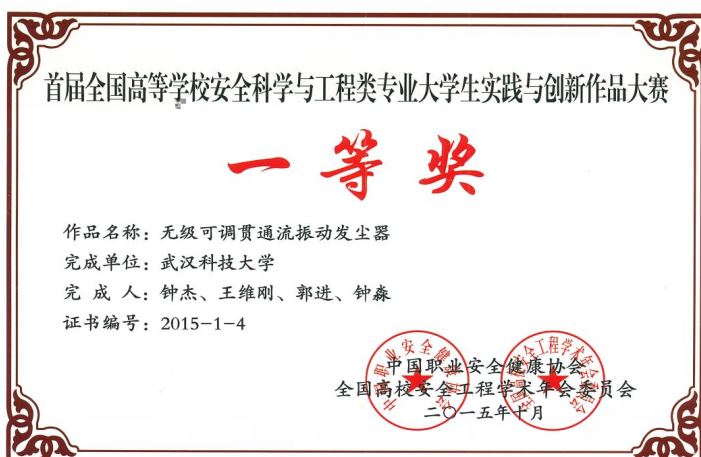 首届全国高等学校安全科学与工程类专业大学生实践与创新作品大赛
一等奖
作品名称：无级可调贯通流振动发尘器
完成单位：武汉科技大学
完 成 人：钟杰、王维刚、郭进、钟淼
证书编号：2015-1-4
中国职业安全健康协会
全国高校安全工程学术年会委员会
二〇一五年十月